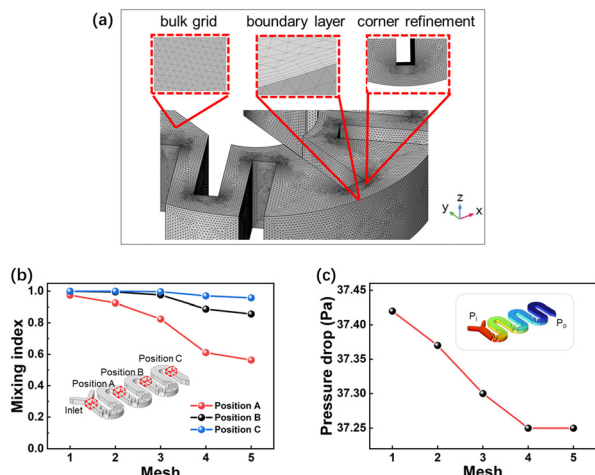 (a)
bulk grid
boundary layer
corner refinement
z
y
x
(b)
Mixing index
1.0
0.8
0.6
0.4
0.2
0.0
Position C
Position B
Position A
Inlet
Position A
Position B
Position C
1 2 3 4 5
Mesh
(c)
Pressure drop (Pa)
37.45
37.40
37.35
37.30
37.25
Pi
Po
1 2 3 4 5
Mesh